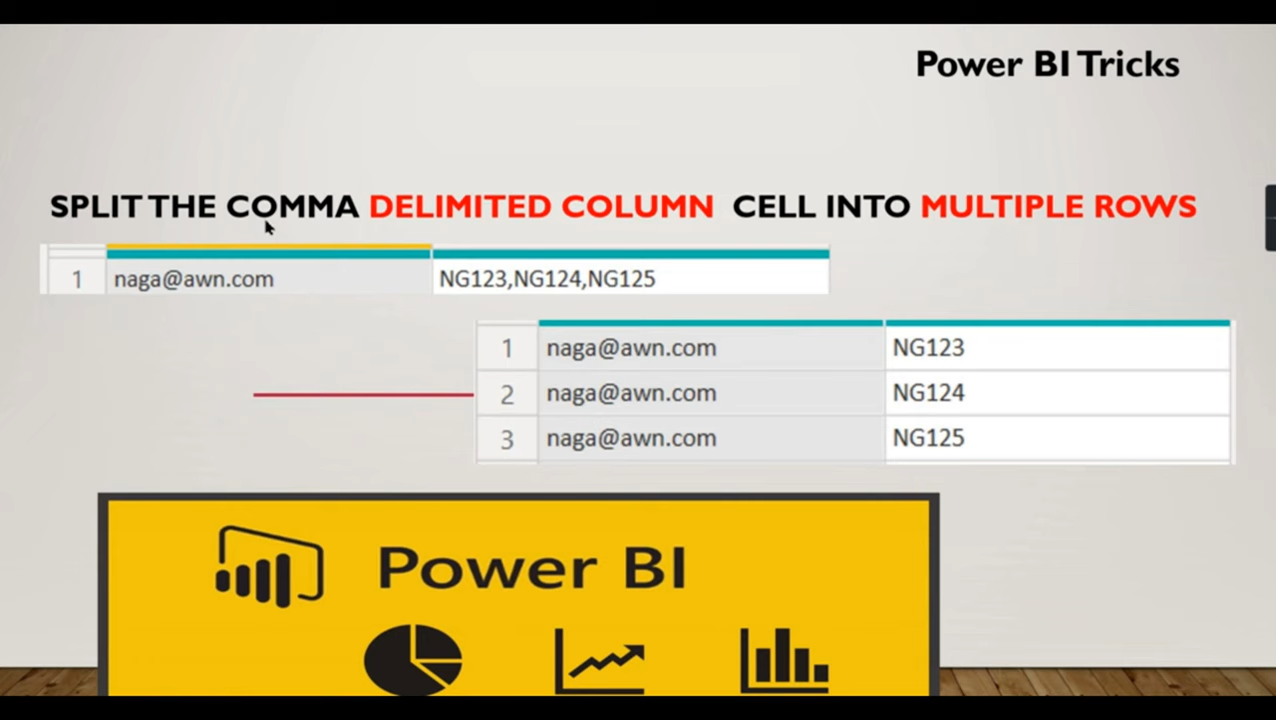 Power BI Tricks
SPLIT THE COMMA DELIMITED COLUMN CELL INTO MULTIPLE ROWS
1 naga@awn.com NG123,NG124,NG125
1 naga@awn.com NG123
2 naga@awn.com NG124
3 naga@awn.com NG125
Power BI